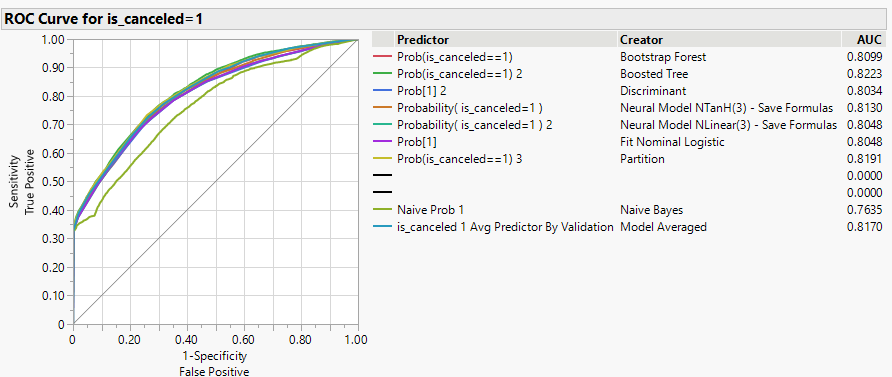 ROC Curve for is_canceled=1
Sensitivity
True Positive
1.00
0.90
0.80
0.70
0.60
0.50
0.40
0.30
0.20
0.10
0
0 0.20 0.40 0.60 0.80 1.00
1-Specificity
False Positive
Predictor Creator AUC
Prob(is_canceled==1) Bootstrap Forest 0.8099
Prob(is_canceled==1) 2 Boosted Tree 0.8223
Prob[1] 2 Discriminant 0.8034
Probability( is_canceled=1 ) Neural Model NTanH(3) - Save Formulas 0.8130
Probability( is_canceled=1 ) 2 Neural Model NLinear(3) - Save Formulas 0.8048
Prob[1] Fit Nominal Logistic 0.8048
Prob(is_canceled==1) 3 Partition 0.8191
0.0000
0.0000
Naive Prob 1 Naive Bayes 0.7635
is_canceled 1 Avg Predictor By Validation Model Averaged 0.8170